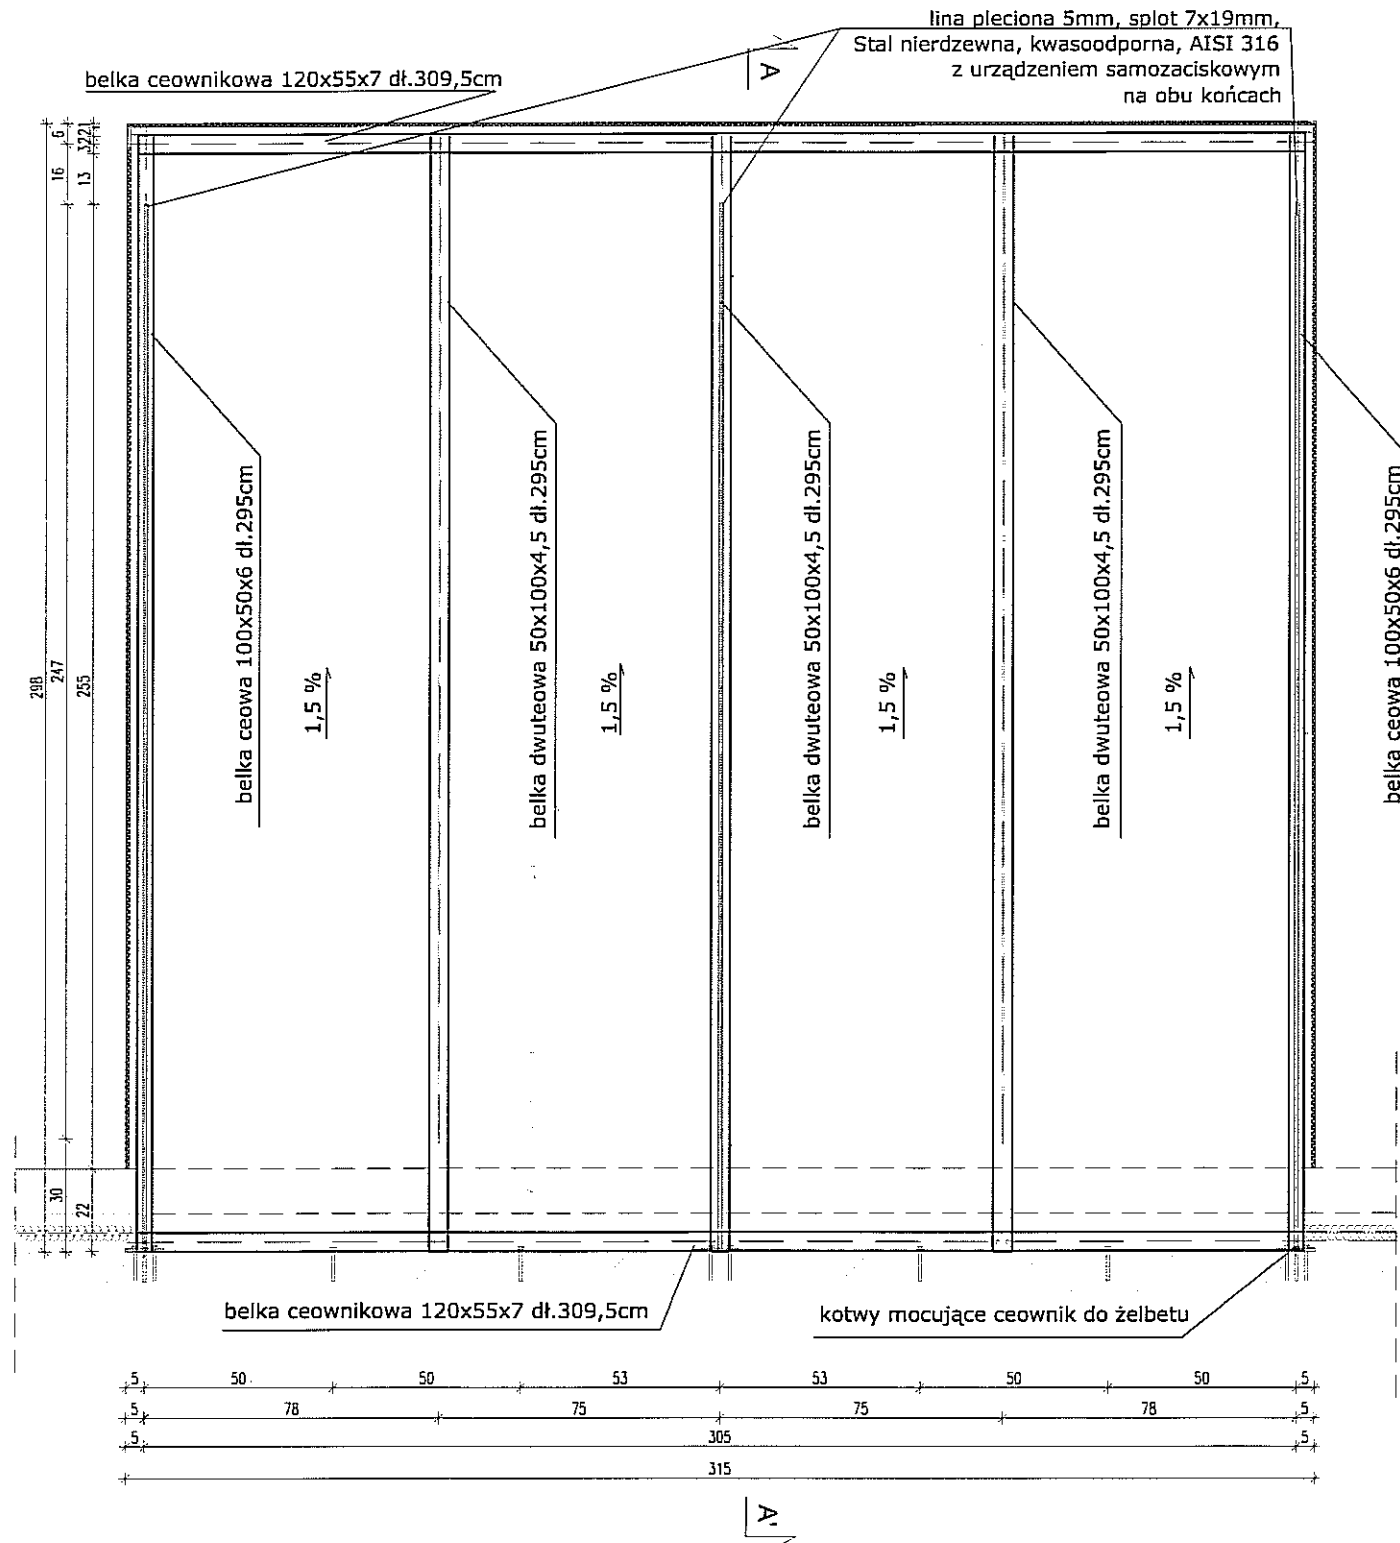 lina pleciona 5mm, splot 7x19mm,
Stal nierdzewna, kwasoodporna, AISI 316
z urządzeniem samozaciskowym
na obu końcach
A
belka ceownikowa 120x55x7 dł.309,5cm
6
16
13
298
247
255
30
22
belka ceowa 100x50x6 dł.295cm
1,5 %
belka dwuteowa 50x100x4,5 dł.295cm
1,5 %
belka dwuteowa 50x100x4,5 dł.295cm
1,5 %
belka dwuteowa 50x100x4,5 dł.295cm
1,5 %
belka ceowa 100x50x6 dł.295cm
belka ceownikowa 120x55x7 dł.309,5cm
kotwy mocujące ceownik do żelbetu
5 50 50 53 53 50 50 5
5 78 75 75 78 5
5 305 5
315
A'